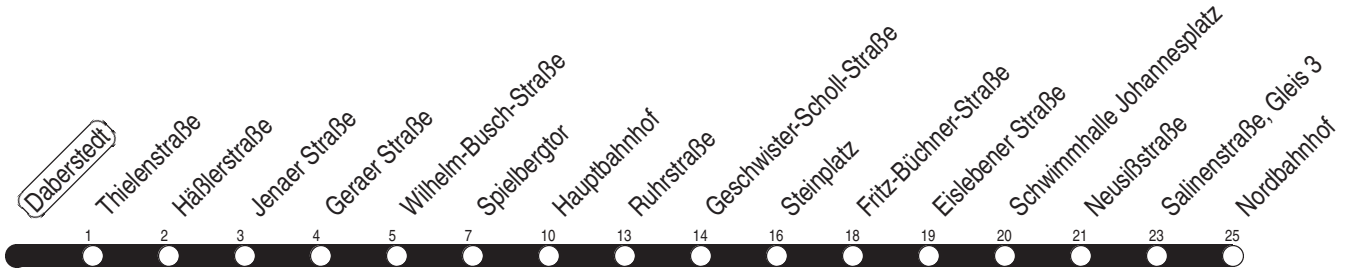 Daberstedt
Thielenstraße
Häßlerstraße
Jenaer Straße
Geraer Straße
Wilhelm-Busch-Straße
Spielbergtor
Hauptbahnhof
Ruhrstraße
Geschwister-Scholl-Straße
Steinplatz
Fritz-Büchner-Straße
Eislebener Straße
Schwimmhalle Johannesplatz
Neusißstraße
Salinenstraße, Gleis 3
Nordbahnhof
1 2 3 4 5 7 10 13 14 16 18 19 20 21 23 25